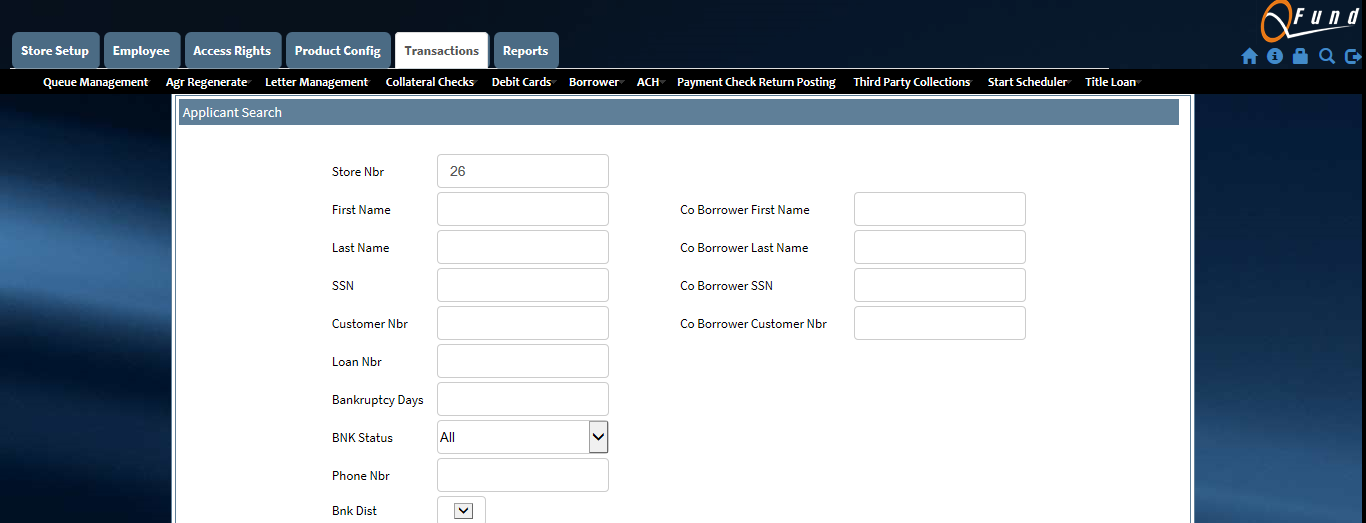 QFund
Store Setup Employee Access Rights Product Config Transactions Reports
Queue Management Agr Regenerate Letter Management Collateral Checks Debit Cards Borrower ACH Payment Check Return Posting Third Party Collections Start Scheduler Title Loan
Applicant Search
Store Nbr 26
First Name Co Borrower First Name
Last Name Co Borrower Last Name
SSN Co Borrower SSN
Customer Nbr Co Borrower Customer Nbr
Loan Nbr
Bankruptcy Days
BNK Status All
Phone Nbr
Bnk Dist